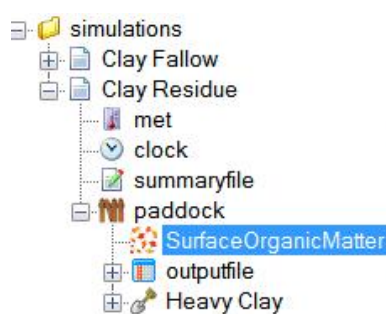 simulations
Clay Fallow
Clay Residue
met
clock
summaryfile
paddock
SurfaceOrganicMatter
outputfile
Heavy Clay